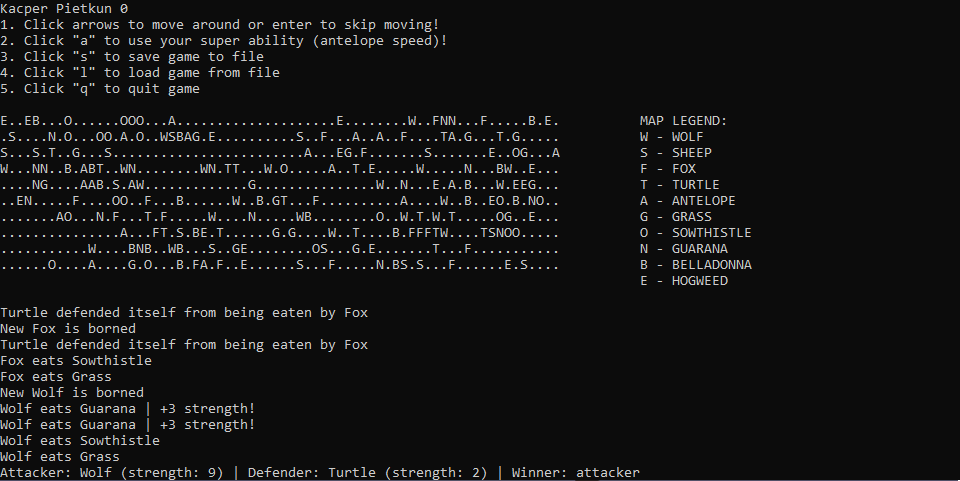 Kacper Pietkun 0
1. Click arrows to move around or enter to skip moving!
2. Click "a" to use your super ability (antelope speed)!
3. Click "s" to save game to file
4. Click "l" to load game from file
5. Click "q" to quit game
E..EB...O......OOO...A....................E........W..FNN...F.....B.E. MAP LEGEND:
.S....N.O...OO.A.O..WSBAG.E..........S..F...A..A..F....TA.G...T.G..... W - WOLF
S...S.T..G...S........................A...EG.F.......S.......E..OG...A S - SHEEP
W...NN..B.ABT..WN........WN.TT...W.O.....A..T.E.....W.....N...BW..E... F - FOX
....NG....AAB.S.AW.............G...............W..N...E.A.B...W.EEG... T - TURTLE
..EN.....F....OO..F...B......W..B.GT...F..........A....W..B..EO.B.NO.. A - ANTELOPE
.......AO...N.F...T.F.....W....N.....WB........O..W.T.W.T.....OG..E... G - GRASS
...............A...FT.S.BE.T......G.G....W..T....B.FFFTW....TSNOO..... O - SOWTHISTLE
...........W....BNB..WB...S..GE........OS...G.E.......T...F........... N - GUARANA
......O....A....G.O...B.FA.F..E......S...F.....N.BS.S...F......E.S.... B - BELLADONNA
E - HOGWEED
Turtle defended itself from being eaten by Fox
New Fox is borned
Turtle defended itself from being eaten by Fox
Fox eats Sowthistle
Fox eats Grass
New Wolf is borned
Wolf eats Guarana | +3 strength!
Wolf eats Guarana | +3 strength!
Wolf eats Sowthistle
Wolf eats Grass
Attacker: Wolf (strength: 9) | Defender: Turtle (strength: 2) | Winner: attacker